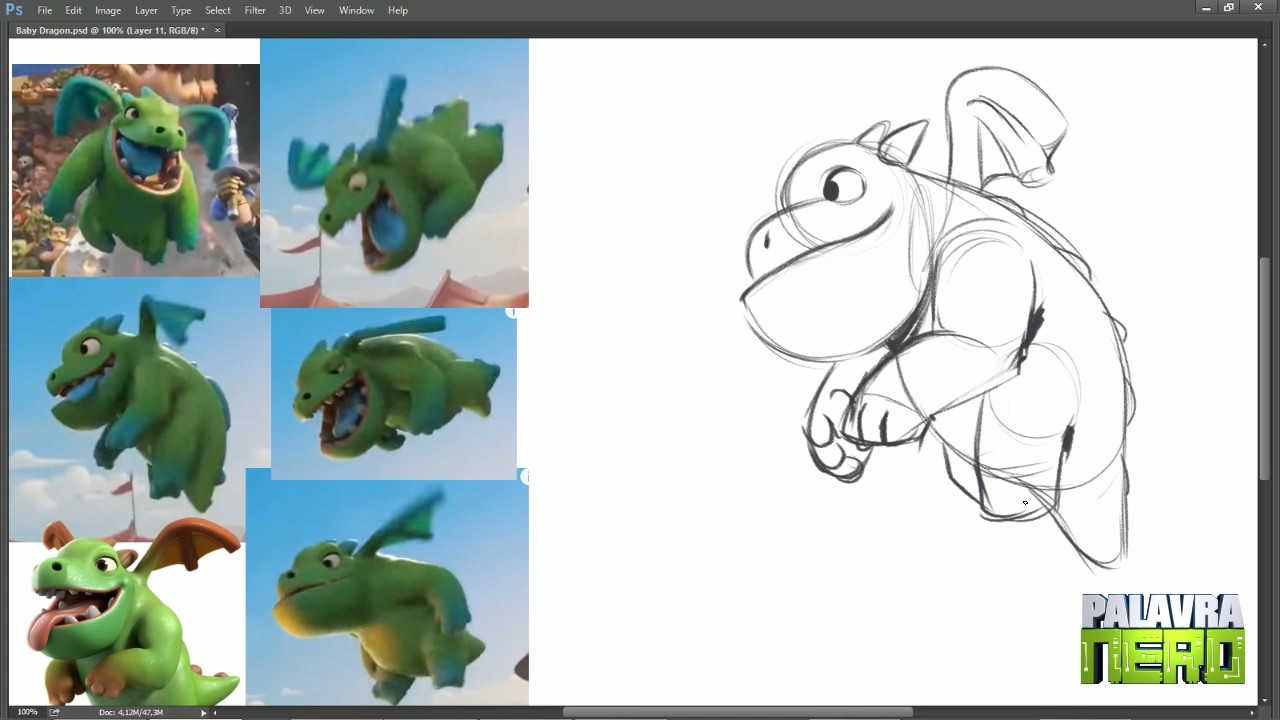 Ps File Edit Image Layer Type Select Filter 3D View Window Help
Baby Dragon.psd @ 100% (Layer 11, RGB/8) * ×
PALAVRA
NERD
100% Doc: 4,12M/47,3M